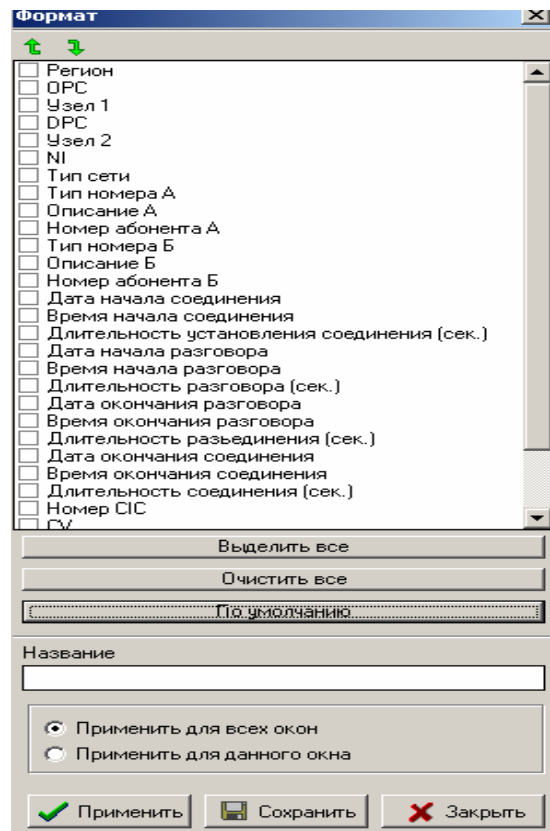 Формат
Регион
OPC
Узел 1
DPC
Узел 2
NI
Тип сети
Тип номера А
Описание А
Номер абонента А
Тип номера Б
Описание Б
Номер абонента Б
Дата начала соединения
Время начала соединения
Длительность установления соединения (сек.)
Дата начала разговора
Время начала разговора
Длительность разговора (сек.)
Дата окончания разговора
Время окончания разговора
Длительность разьединения (сек.)
Дата окончания соединения
Время окончания соединения
Длительность соединения (сек.)
Номер CIC
Выделить все
Очистить все
По умолчанию
Название
Применить для всех окон
Применить для данного окна
Применить Сохранить Закрыть